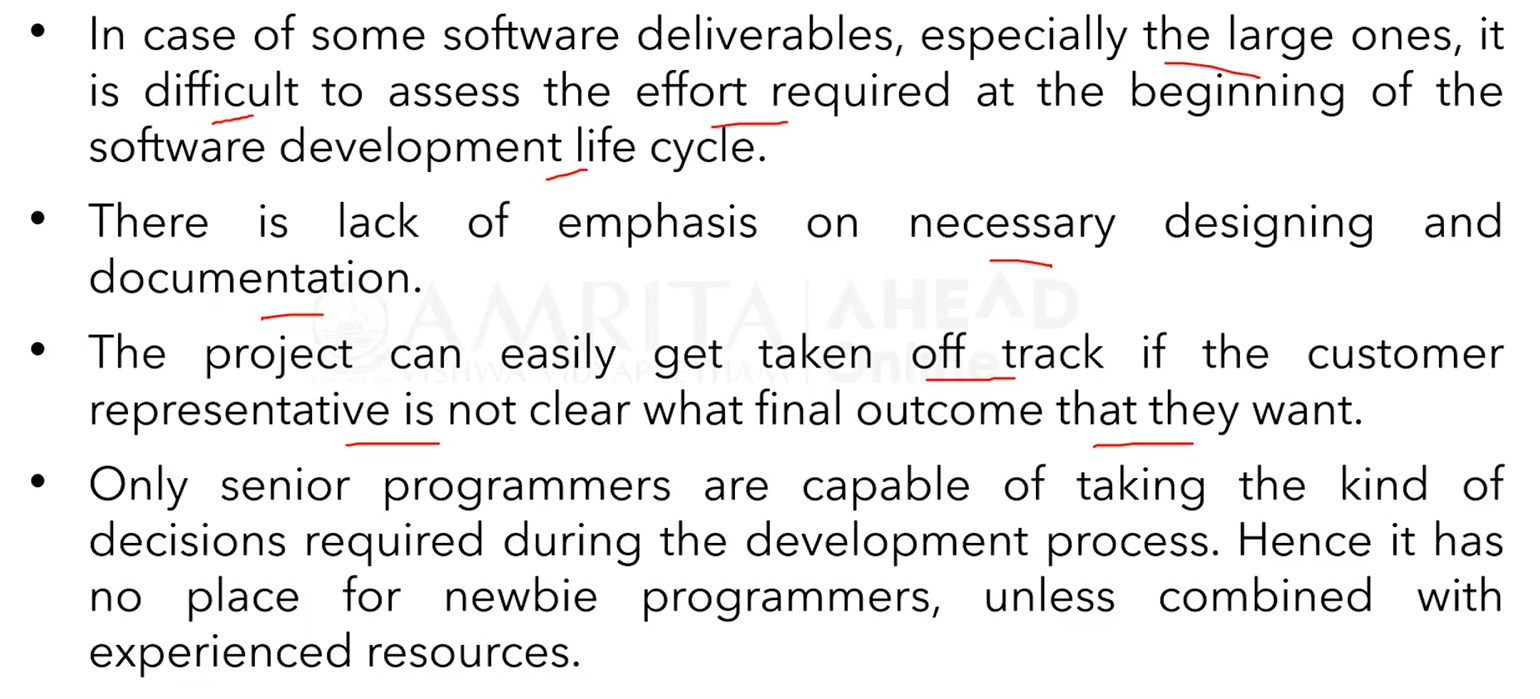 • In case of some software deliverables, especially the large ones, it
is difficult to assess the effort required at the beginning of the
software development life cycle.
• There is lack of emphasis on necessary designing and
documentation.
AMRITA AHEAD
VISHWA VIDYAPEETHAM Online
• The project can easily get taken off track if the customer
representative is not clear what final outcome that they want.
• Only senior programmers are capable of taking the kind of
decisions required during the development process. Hence it has
no place for newbie programmers, unless combined with
experienced resources.